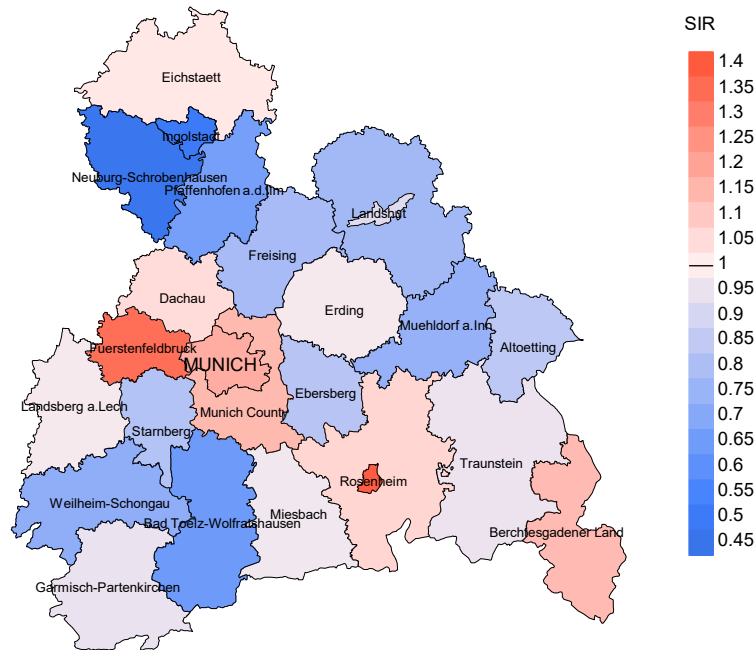 SIR
1.4
1.35
1.3
1.25
1.2
1.15
1.1
1.05
1
0.95
0.9
0.85
0.8
0.75
0.7
0.65
0.6
0.55
0.5
0.45
Eichstaett
Ingolstadt
Neuburg-Schrobenhausen
Pfaffenhofen a.d.Ilm
Landshut
Freising
Dachau
Erding
Muehldorf a.Inn
Fuerstenfeldbruck
Altoetting
MUNICH
Ebersberg
Landsberg a.Lech
Munich County
Starnberg
Traunstein
Rosenheim
Weilheim-Schongau
Miesbach
Bad Toelz-Wolfratshausen
Berchtesgadener Land
Garmisch-Partenkirchen